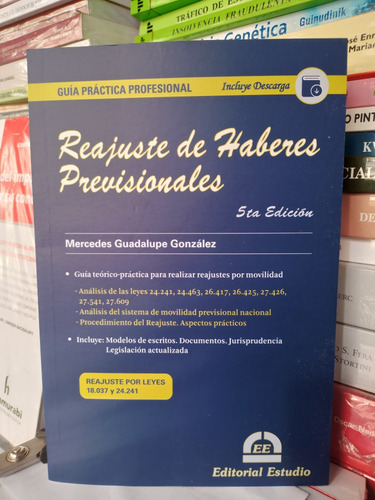 TRÁFICO DE
INSOLVENCIA FRAUDULENTA
Genética
Guipudinik
GUÍA PRÁCTICA PROFESIONAL
Incluye Descarga
Reajuste de Haberes
Previsionales
5ta Edición
Mercedes Guadalupe González
• Guía teórico-práctica para realizar reajustes por movilidad
- Análisis de las leyes 24.241, 24.463, 26.417, 26.425, 27.426,
27.541, 27.609
- Análisis del sistema de movilidad previsional nacional
- Procedimiento del Reajuste. Aspectos prácticos
• Incluye: Modelos de escritos. Documentos. Jurisprudencia
Legislación actualizada
REAJUSTE POR LEYES
18.037 y 24.241
EE
Editorial Estudio